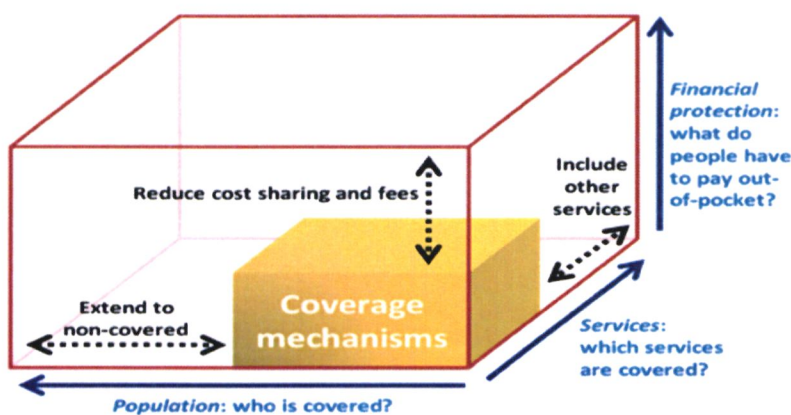 Financial
protection:
what do
people have
to pay out-
of-pocket?
Include
other
services
Reduce cost sharing and fees
Extend to
non-covered
Coverage
mechanisms
Services:
which services
are covered?
Population: who is covered?